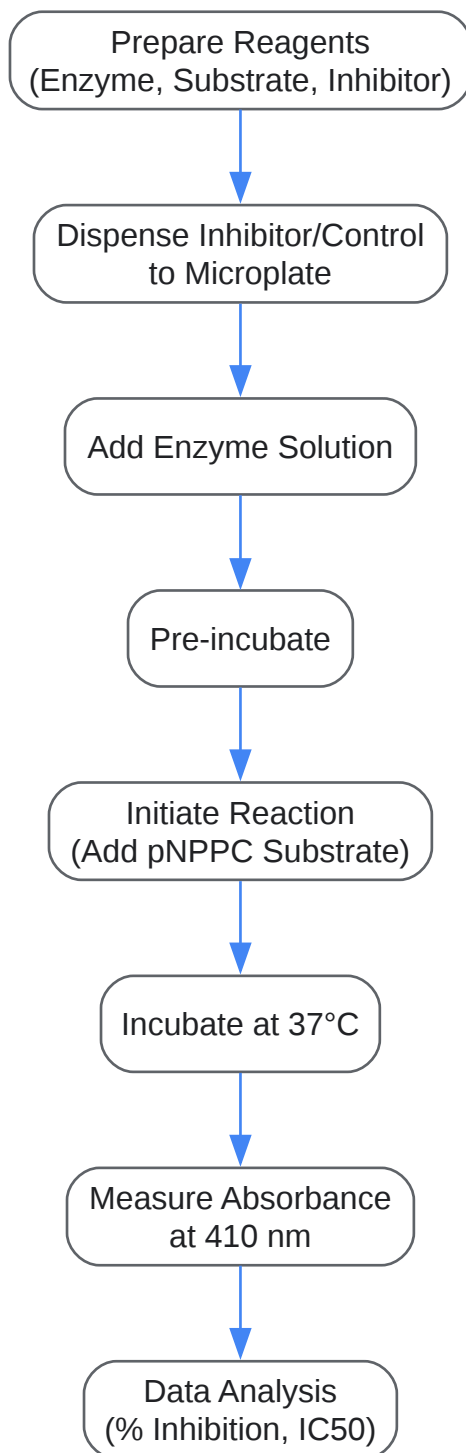 Prepare Reagents
(Enzyme, Substrate, Inhibitor)
Dispense Inhibitor/Control
to Microplate
Add Enzyme Solution
Pre-incubate
Initiate Reaction
(Add pNPPC Substrate)
Incubate at 37°C
Measure Absorbance
at 410 nm
Data Analysis
(% Inhibition, IC50)